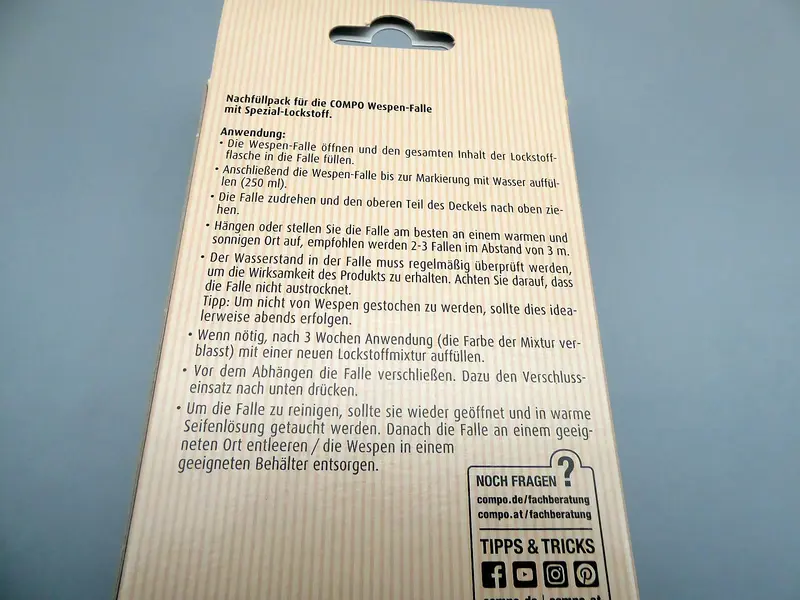 Nachfüllpack für die COMPO Wespen-Falle
mit Spezial-Lockstoff.
Anwendung:
• Die Wespen-Falle öffnen und den gesamten Inhalt der Lockstoff-
flasche in die Falle füllen.
• Anschließend die Wespen-Falle bis zur Markierung mit Wasser auffül-
len (250 ml).
• Die Falle zudrehen und den oberen Teil des Deckels nach oben zie-
hen.
• Hängen oder stellen Sie die Falle am besten an einem warmen und
sonnigen Ort auf, empfohlen werden 2-3 Fallen im Abstand von 3 m.
• Der Wasserstand in der Falle muss regelmäßig überprüft werden,
um die Wirksamkeit des Produkts zu erhalten. Achten Sie darauf, dass
die Falle nicht austrocknet.
Tipp: Um nicht von Wespen gestochen zu werden, sollte dies idea-
lerweise abends erfolgen.
• Wenn nötig, nach 3 Wochen Anwendung (die Farbe der Mixtur ver-
blasst) mit einer neuen Lockstoffmixtur auffüllen.
• Vor dem Abhängen die Falle verschließen. Dazu den Verschluss-
einsatz nach unten drücken.
• Um die Falle zu reinigen, sollte sie wieder geöffnet und in warme
Seifenlösung getaucht werden. Danach die Falle an einem geeig-
neten Ort entleeren / die Wespen in einem
geeigneten Behälter entsorgen.
NOCH FRAGEN ?
compo.de/fachberatung
compo.at/fachberatung
TIPPS & TRICKS
compo.de | compo.at